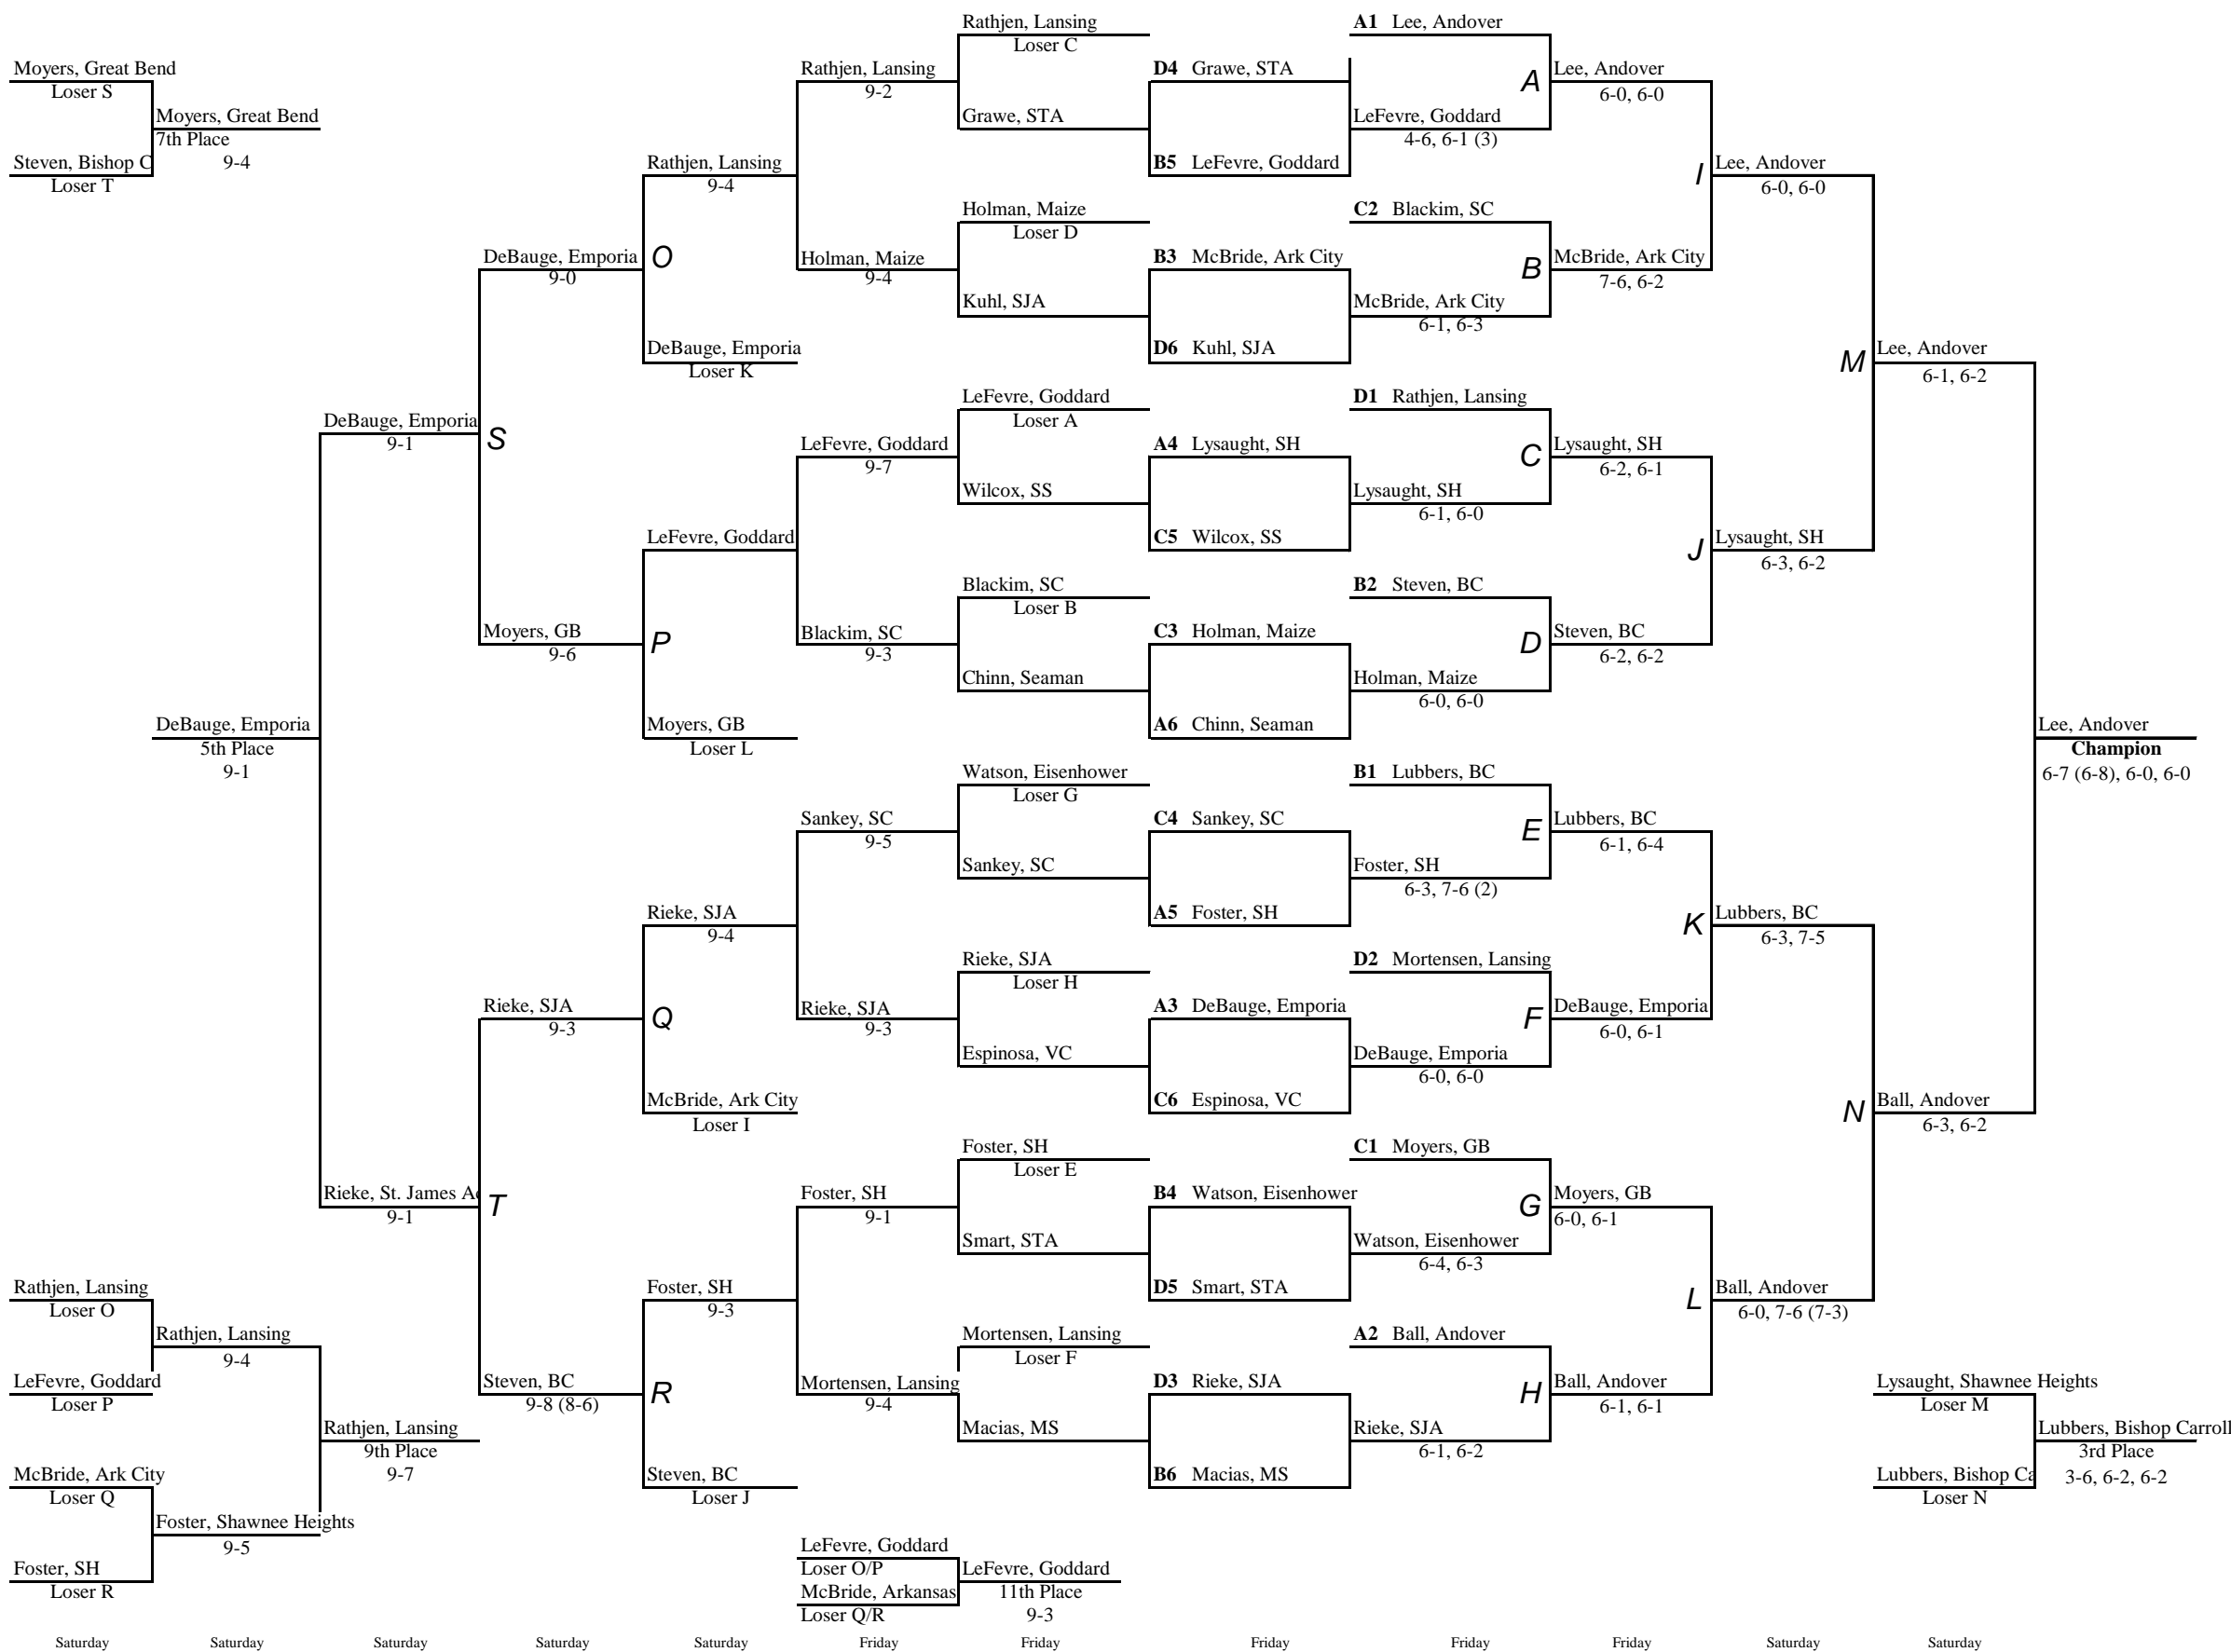 Rathjen, Lansing
A1 Lee, Andover
Loser C
Moyers, Great Bend
Rathjen, Lansing
D4 Grawe, STA
A
Lee, Andover
Loser S
9-2
6-0, 6-0
Moyers, Great Bend
Grawe, STA
LeFevre, Goddard
7th Place
4-6, 6-1 (3)
Steven, Bishop C
9-4
Rathjen, Lansing
B5 LeFevre, Goddard
I
Lee, Andover
Loser T
9-4
6-0, 6-0
Holman, Maize
C2 Blackim, SC
Loser D
DeBauge, Emporia
O
Holman, Maize
B3 McBride, Ark City
B
McBride, Ark City
9-0
9-4
7-6, 6-2
Kuhl, SJA
McBride, Ark City
6-1, 6-3
DeBauge, Emporia
D6 Kuhl, SJA
M
Lee, Andover
Loser K
6-1, 6-2
LeFevre, Goddard
D1 Rathjen, Lansing
DeBauge, Emporia
Loser A
9-1
S
LeFevre, Goddard
A4 Lysaught, SH
C
Lysaught, SH
9-7
6-2, 6-1
Wilcox, SS
Lysaught, SH
6-1, 6-0
LeFevre, Goddard
C5 Wilcox, SS
J
Lysaught, SH
6-3, 6-2
Blackim, SC
B2 Steven, BC
Loser B
Moyers, GB
P
Blackim, SC
C3 Holman, Maize
D
Steven, BC
9-6
9-3
6-2, 6-2
Chinn, Seaman
Holman, Maize
6-0, 6-0
DeBauge, Emporia
Moyers, GB
A6 Chinn, Seaman
Lee, Andover
5th Place
Loser L
Champion
9-1
Watson, Eisenhower
B1 Lubbers, BC
6-7 (6-8), 6-0, 6-0
Loser G
Sankey, SC
C4 Sankey, SC
E
Lubbers, BC
9-5
6-1, 6-4
Sankey, SC
Foster, SH
6-3, 7-6 (2)
Rieke, SJA
A5 Foster, SH
K
Lubbers, BC
9-4
6-3, 7-5
Rieke, SJA
D2 Mortensen, Lansing
Loser H
Rieke, SJA
Q
Rieke, SJA
A3 DeBauge, Emporia
F
DeBauge, Emporia
9-3
9-3
6-0, 6-1
Espinosa, VC
DeBauge, Emporia
6-0, 6-0
McBride, Ark City
C6 Espinosa, VC
N
Ball, Andover
Loser I
6-3, 6-2
Foster, SH
C1 Moyers, GB
Loser E
Rieke, St. James A
T
Foster, SH
B4 Watson, Eisenhower
G
Moyers, GB
9-1
9-1
6-0, 6-1
Smart, STA
Watson, Eisenhower
6-4, 6-3
Rathjen, Lansing
Foster, SH
D5 Smart, STA
L
Ball, Andover
Loser O
9-3
6-0, 7-6 (7-3)
Rathjen, Lansing
Mortensen, Lansing
A2 Ball, Andover
9-4
Loser F
LeFevre, Goddard
Steven, BC
R
Mortensen, Lansing
D3 Rieke, SJA
H
Ball, Andover
Lysaught, Shawnee Heights
Loser P
9-8 (8-6)
9-4
6-1, 6-1
Loser M
Rathjen, Lansing
Macias, MS
Rieke, SJA
Lubbers, Bishop Carroll
9th Place
6-1, 6-2
3rd Place
McBride, Ark City
9-7
Steven, BC
B6 Macias, MS
Lubbers, Bishop Ca
3-6, 6-2, 6-2
Loser Q
Loser J
Loser N
Foster, Shawnee Heights
9-5
LeFevre, Goddard
Foster, SH
Loser O/P
LeFevre, Goddard
Loser R
McBride, Arkansas
11th Place
Loser Q/R
9-3
Saturday Saturday Saturday Saturday Saturday Friday Friday Friday Friday Friday Saturday Saturday